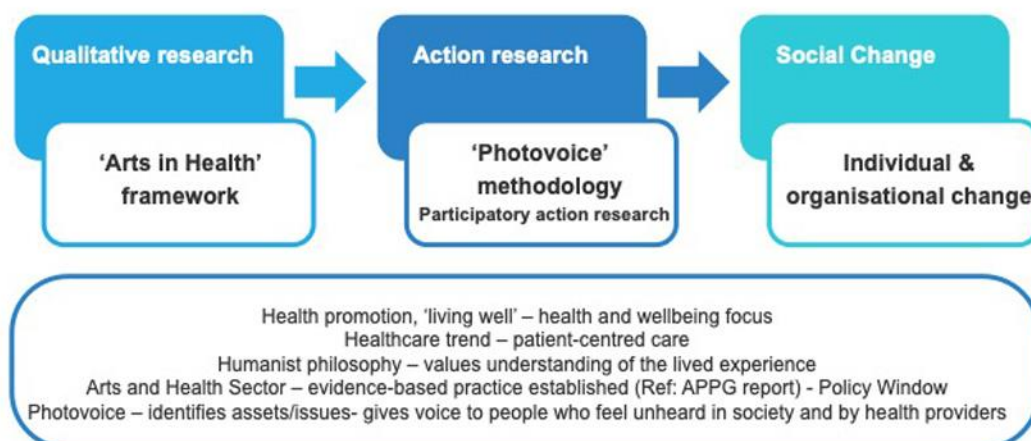 Qualitative research
Action research
Social Change
‘Arts in Health’
framework
‘Photovoice’
methodology
Participatory action research
Individual &
organisational change
Health promotion, ‘living well’ – health and wellbeing focus
Healthcare trend – patient-centred care
Humanist philosophy – values understanding of the lived experience
Arts and Health Sector – evidence-based practice established (Ref: APPG report) - Policy Window
Photovoice – identifies assets/issues- gives voice to people who feel unheard in society and by health providers